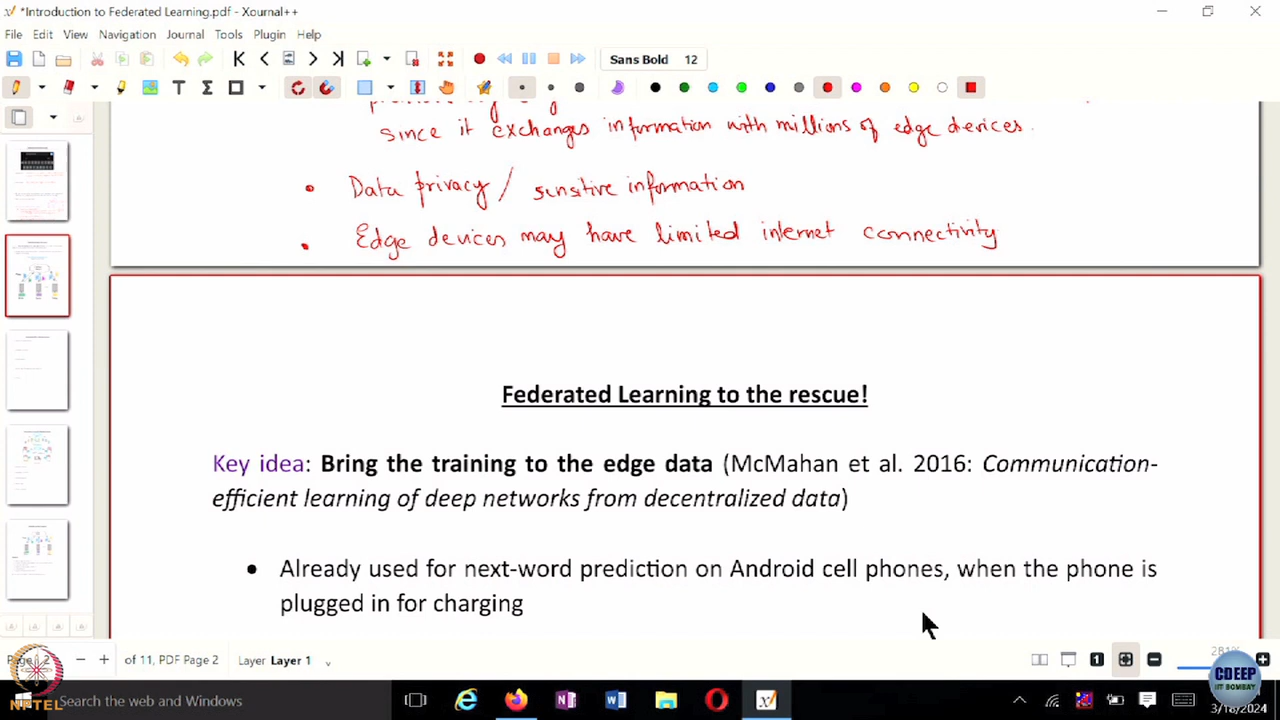 *Introduction to Federated Learning.pdf - Xournal++
File Edit View Navigation Journal Tools Plugin Help
Sans Bold 12
since it exchanges information with millions of edge devices.
• Data privacy / sensitive information
• Edge devices may have limited internet connectivity
Federated Learning to the rescue!
Key idea: Bring the training to the edge data (McMahan et al. 2016: Communication-
efficient learning of deep networks from decentralized data)
• Already used for next-word prediction on Android cell phones, when the phone is
plugged in for charging
of 11, PDF Page 2 Layer Layer 1 281%
NPTEL
Search the web and Windows
CDEEP
IIT BOMBAY
3/18/2024